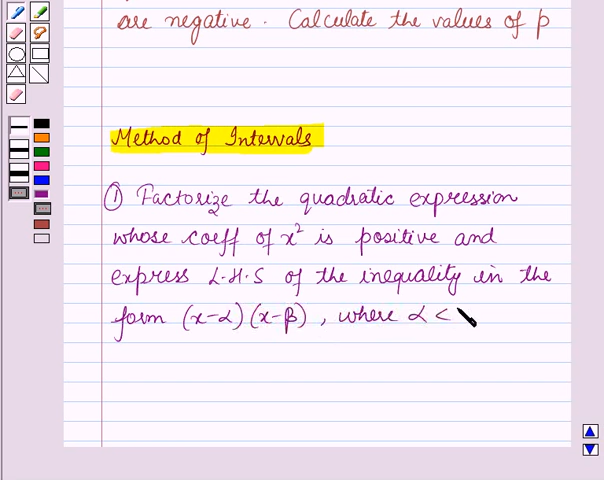 are negative. Calculate the values of p
Method of Intervals
① Factorize the quadratic expression
whose coeff of x² is positive and
express L.H.S of the inequality in the
form (x-α)(x-β), where α <